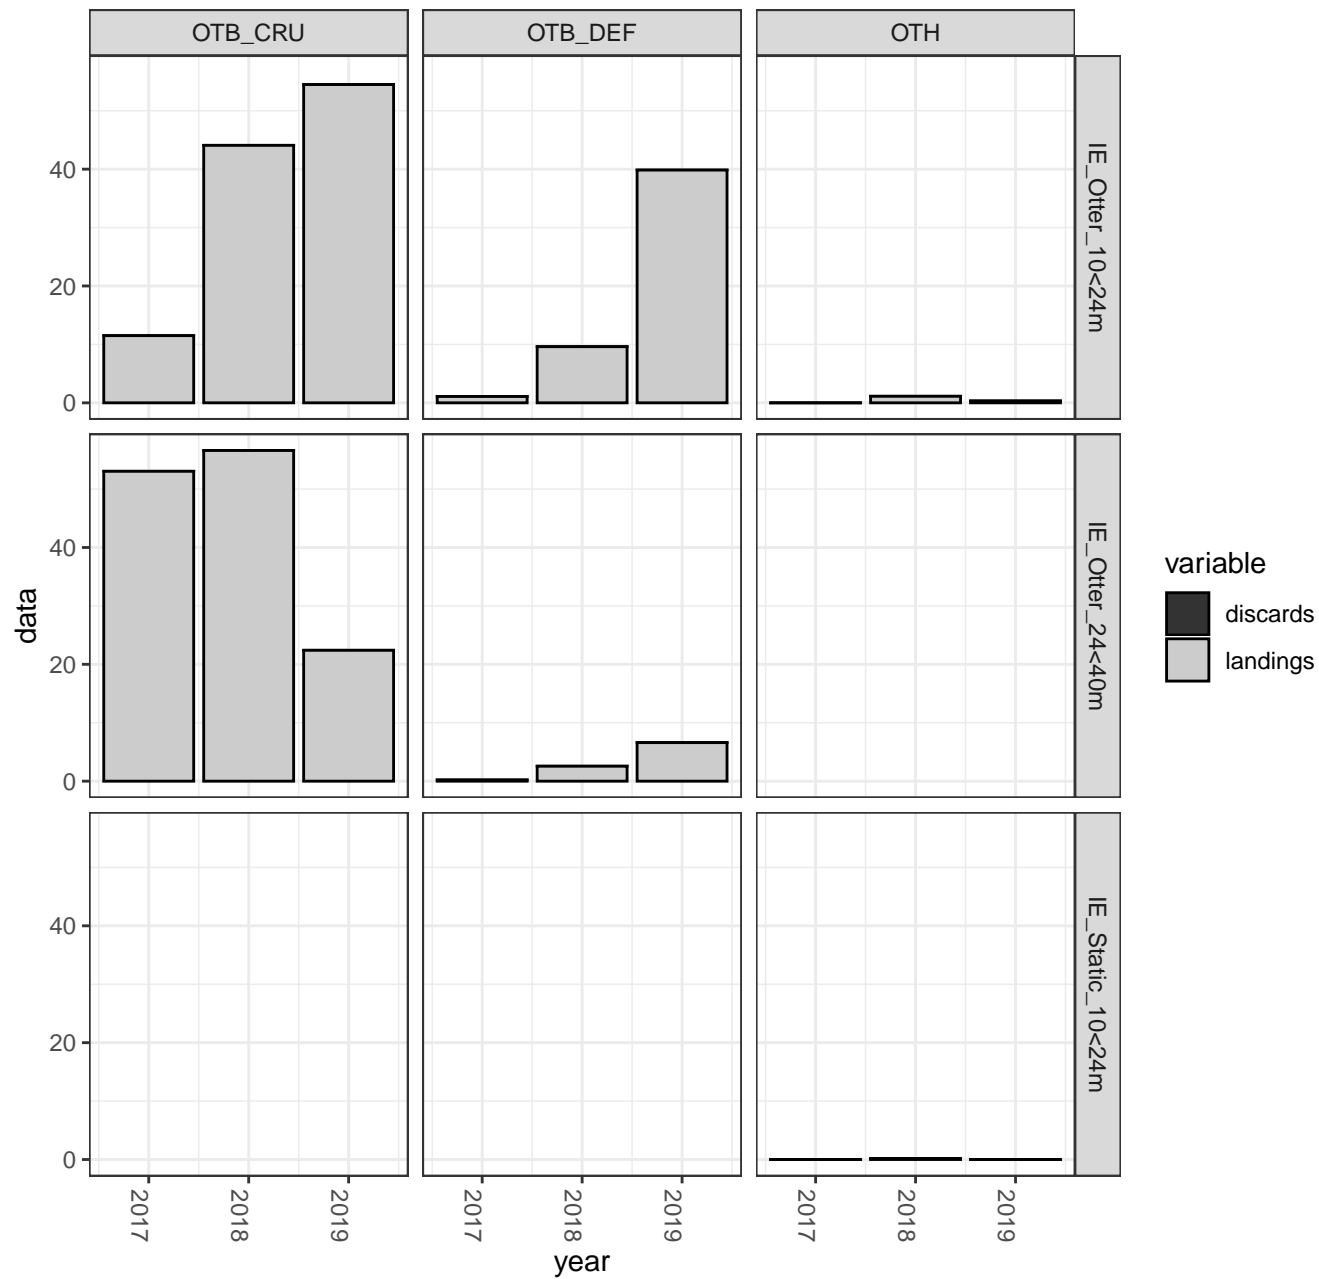 OTB_CRU
OTB_DEF
OTH
40
20
0
IE_Otter_10<24m
40
20
0
IE_Otter_24<40m
40
20
0
IE_Static_10<24m
data
2017
2018
2019
2017
2018
2019
2017
2018
2019
year
variable
discards
landings